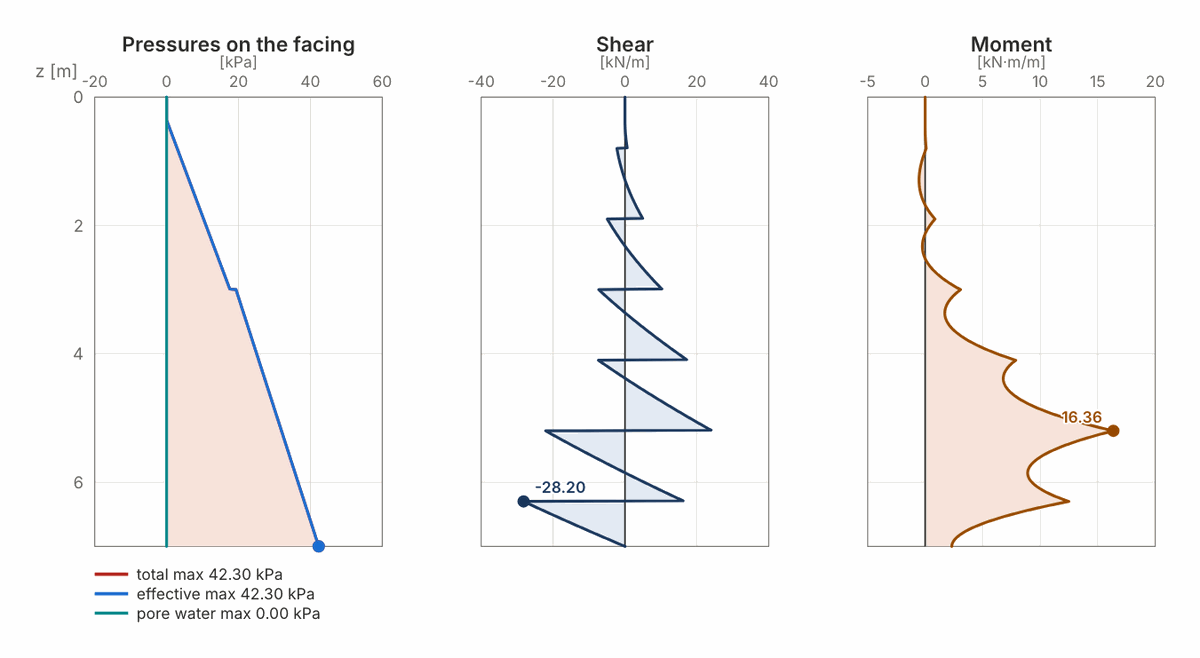 Pressures on the facing
[kPa]
z [m]
-20 0 20 40 60
0
2
4
6
Shear
[kN/m]
-40 -20 0 20 40
-28.20
Moment
[kN·m/m]
-5 0 5 10 15 20
16.36
total max 42.30 kPa
effective max 42.30 kPa
pore water max 0.00 kPa